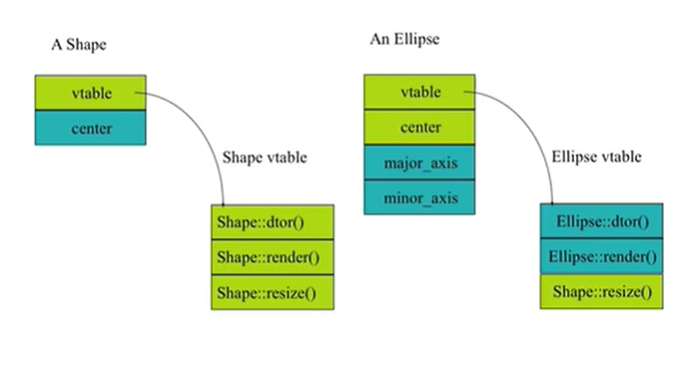 A Shape
vtable
center
Shape vtable
Shape::dtor()
Shape::render()
Shape::resize()
An Ellipse
vtable
center
major_axis
minor_axis
Ellipse vtable
Ellipse::dtor()
Ellipse::render()
Shape::resize()